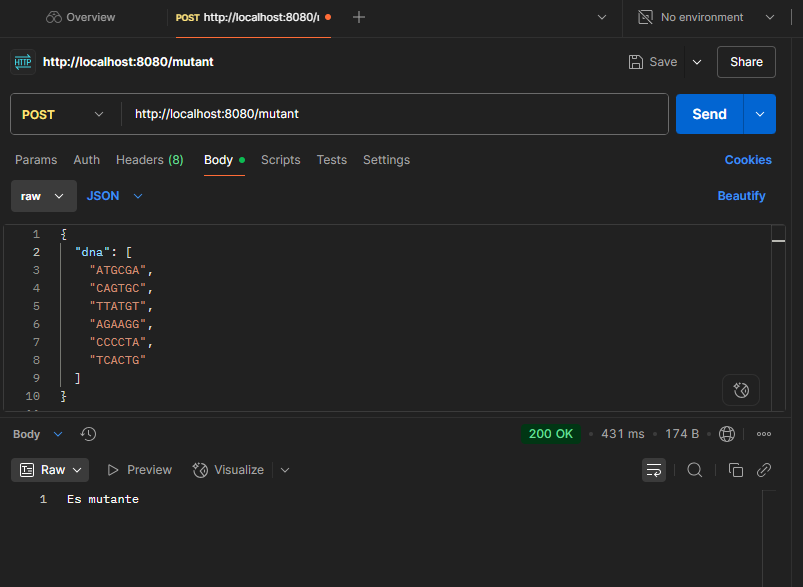 Overview
POST http://localhost:8080/
No environment
HTTP http://localhost:8080/mutant
Save
Share
POST
http://localhost:8080/mutant
Send
Params Auth Headers (8) Body Scripts Tests Settings
Cookies
raw JSON
Beautify
1 {
2 "dna": [
3 "ATGCGA",
4 "CAGTGC",
5 "TTATGT",
6 "AGAAGG",
7 "CCCCTA",
8 "TCACTG"
9 ]
10 }
Body
200 OK • 431 ms • 174 B
Raw Preview Visualize
1 Es mutante